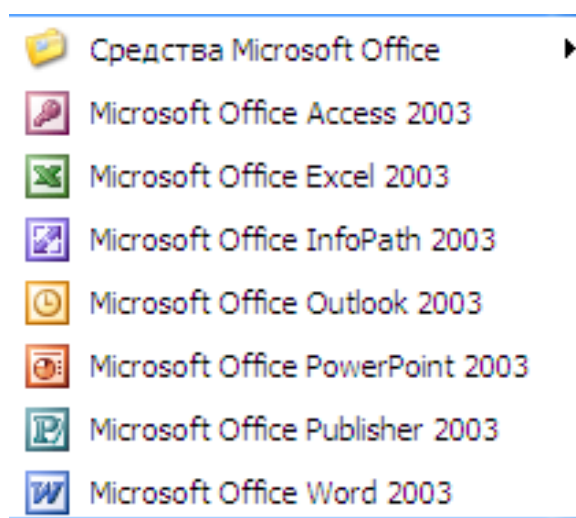 Средства Microsoft Office
Microsoft Office Access 2003
Microsoft Office Excel 2003
Microsoft Office InfoPath 2003
Microsoft Office Outlook 2003
Microsoft Office PowerPoint 2003
Microsoft Office Publisher 2003
Microsoft Office Word 2003